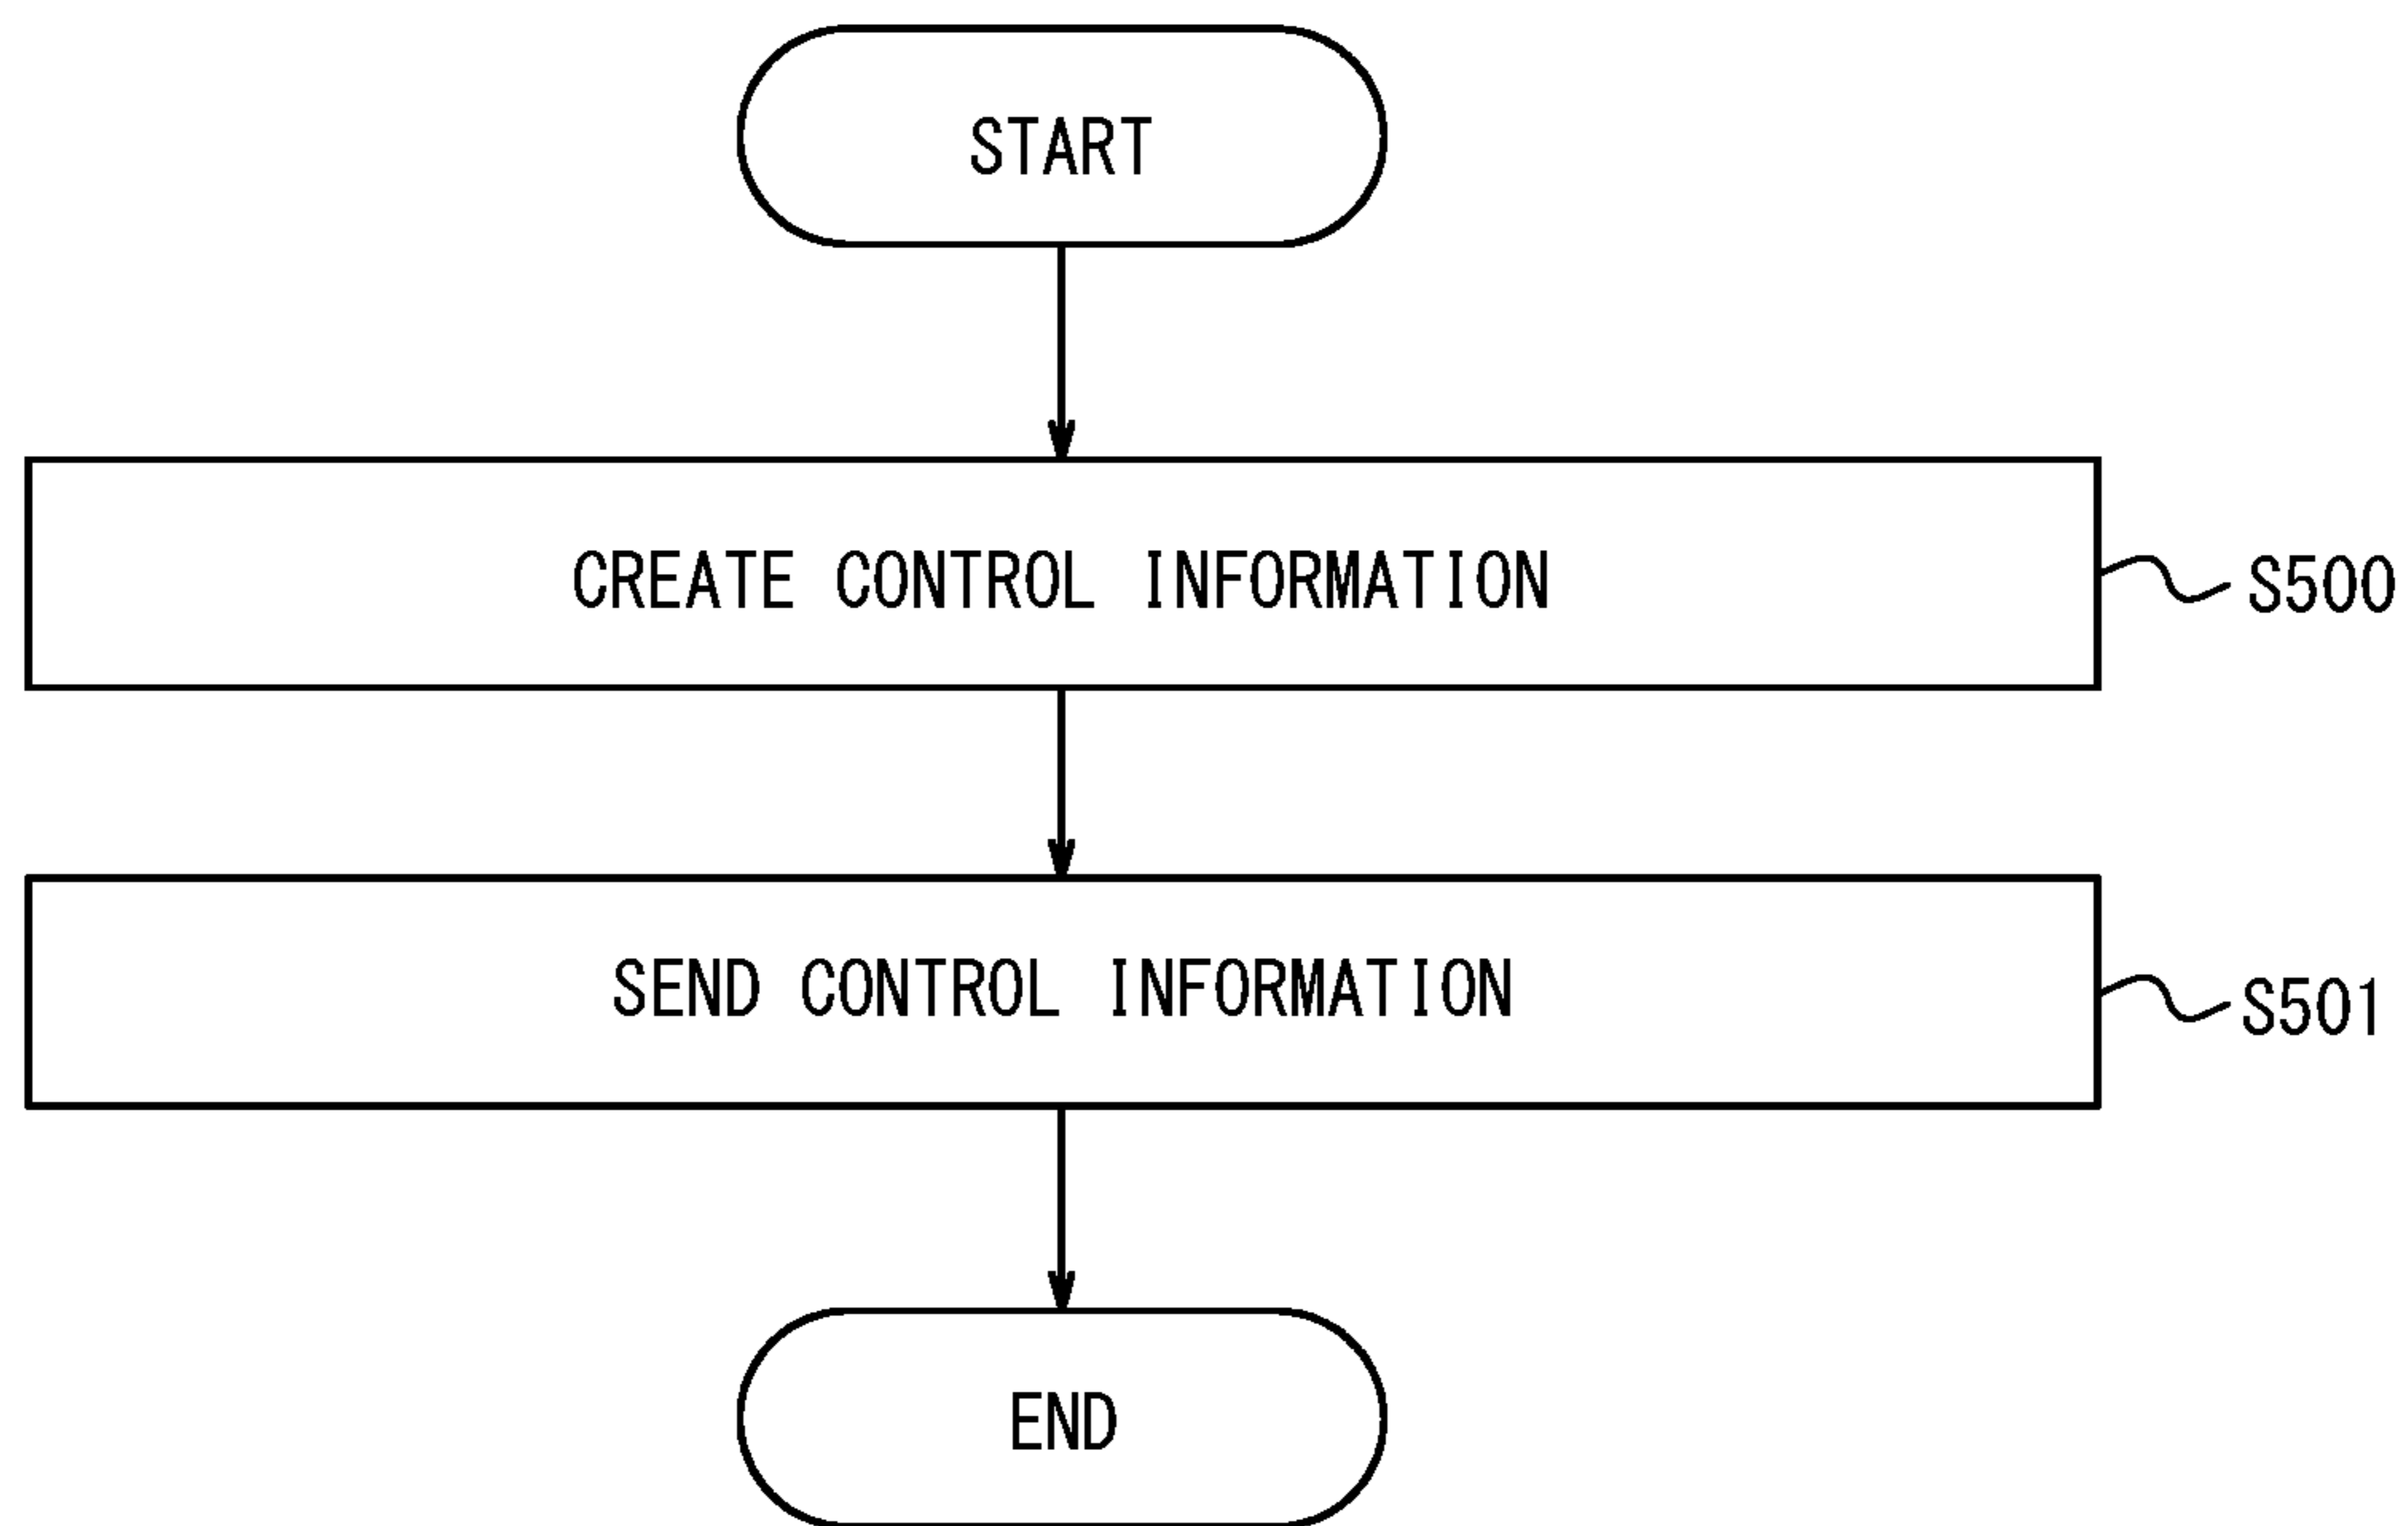 START
CREATE CONTROL INFORMATION
S500
SEND CONTROL INFORMATION
S501
END